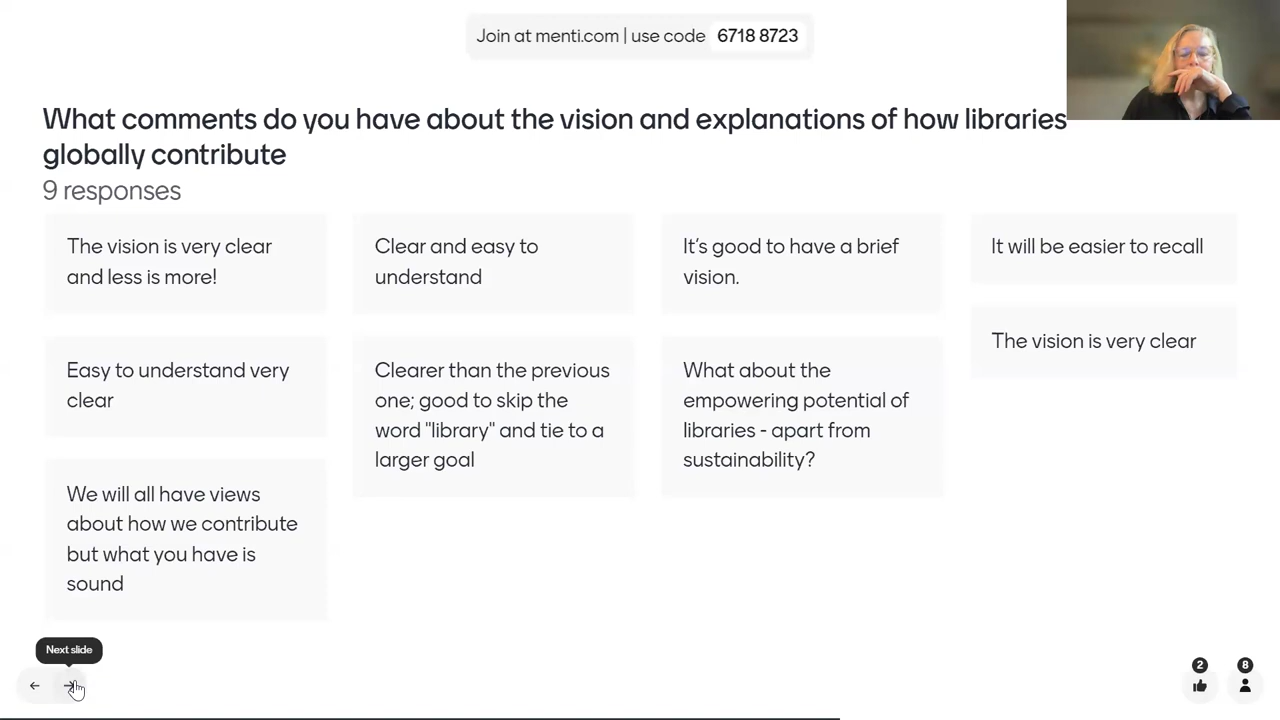 Join at menti.com | use code 6718 8723
What comments do you have about the vision and explanations of how libraries
globally contribute
9 responses
The vision is very clear
and less is more!
Easy to understand very
clear
We will all have views
about how we contribute
but what you have is
sound
Clear and easy to
understand
Clearer than the previous
one; good to skip the
word "library" and tie to a
larger goal
It's good to have a brief
vision.
What about the
empowering potential of
libraries - apart from
sustainability?
It will be easier to recall
The vision is very clear
Next slide
2
8